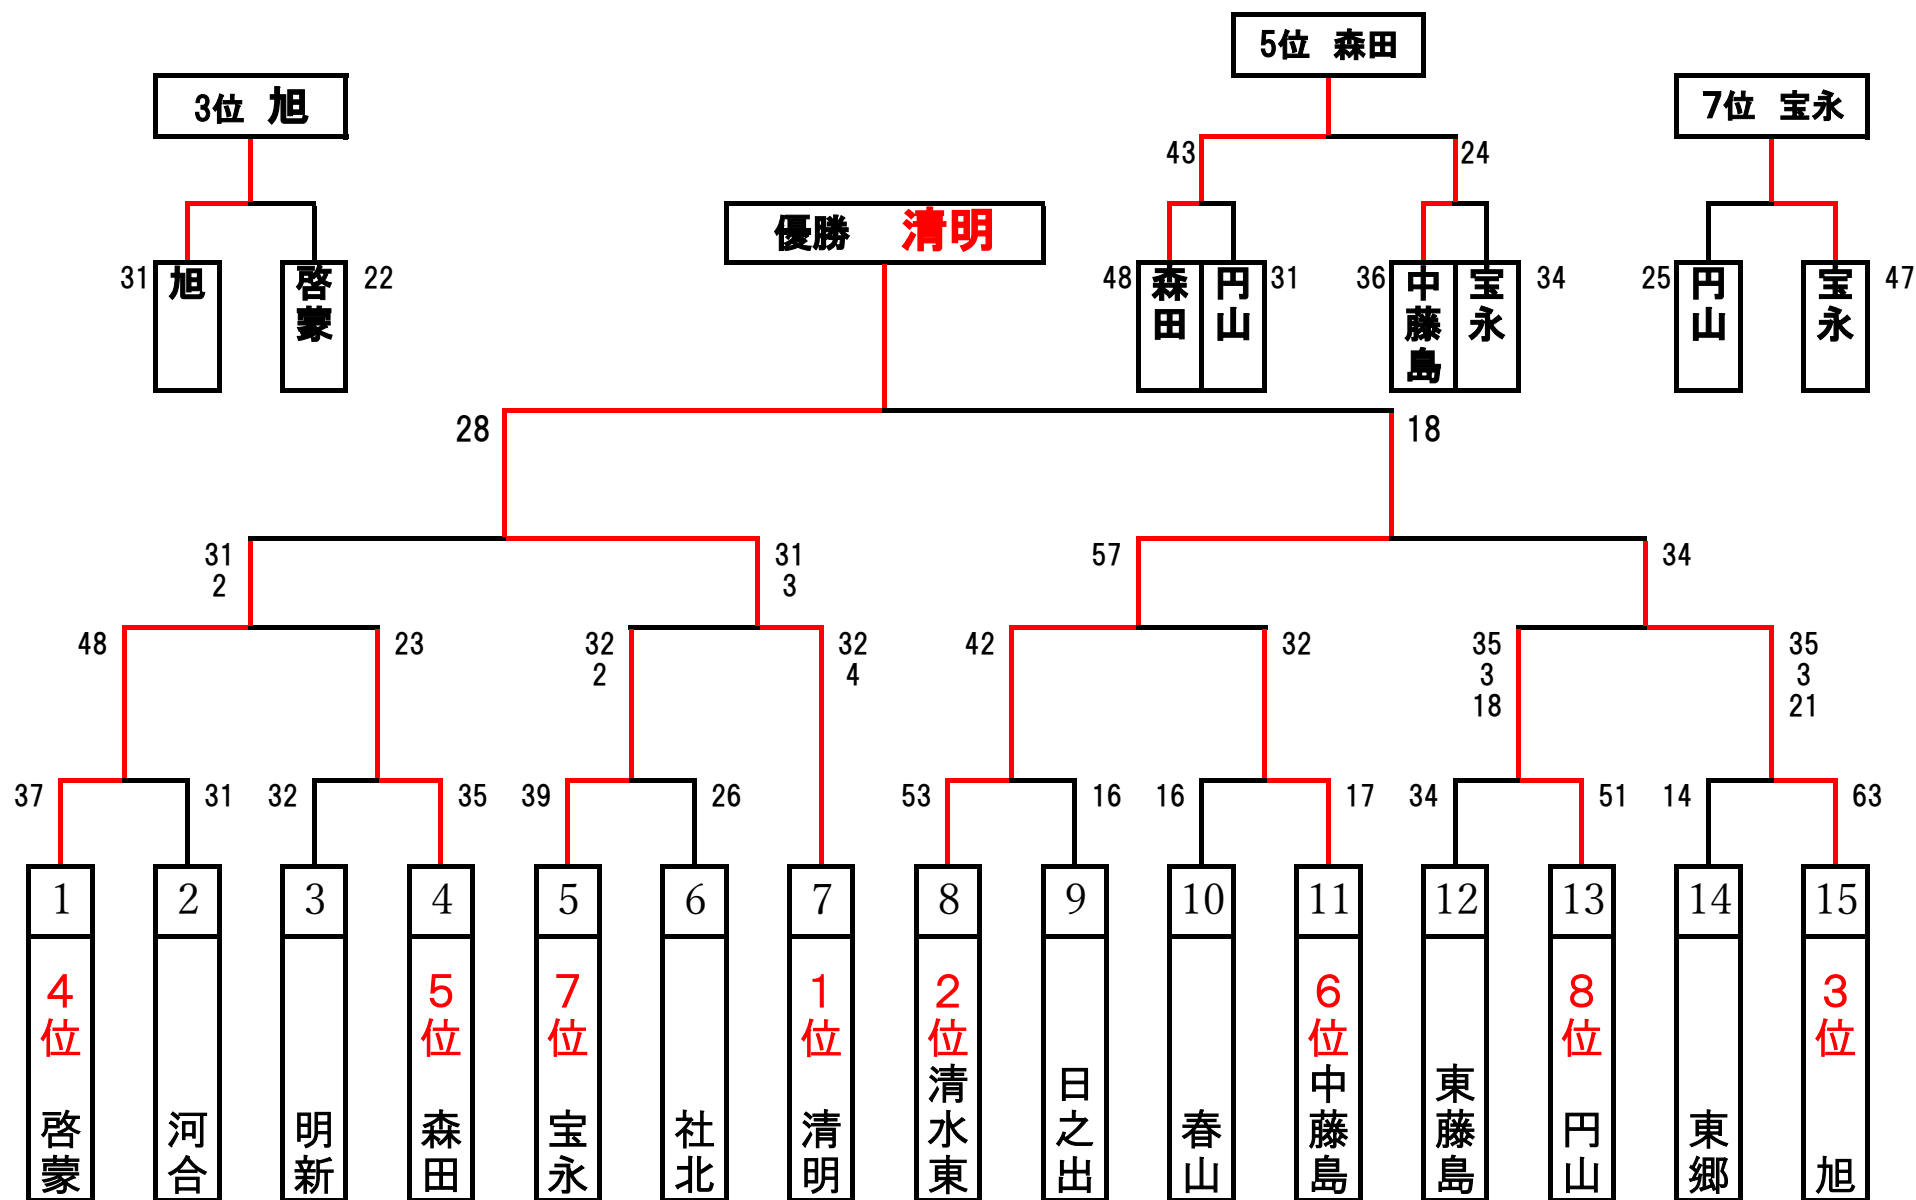 5位 森田
3位 旭
7位 宝永
43
24
優勝 清明
31
旭
啓蒙
22
48
森田
円山
31
36
中藤島
宝永
34
25
円山
宝永
47
28
18
31
2
31
3
57
34
48
23
32
2
32
4
42
32
35
3
18
35
3
21
37
31
32
35
39
26
53
16
16
17
34
51
14
63
1
2
3
4
5
6
7
8
9
10
11
12
13
14
15
4位 啓蒙
河合
明新
5位 森田
7位 宝永
社北
1位 清明
2位 清水東
日之出
春山
6位 中藤島
東藤島
8位 円山
東郷
3位 旭